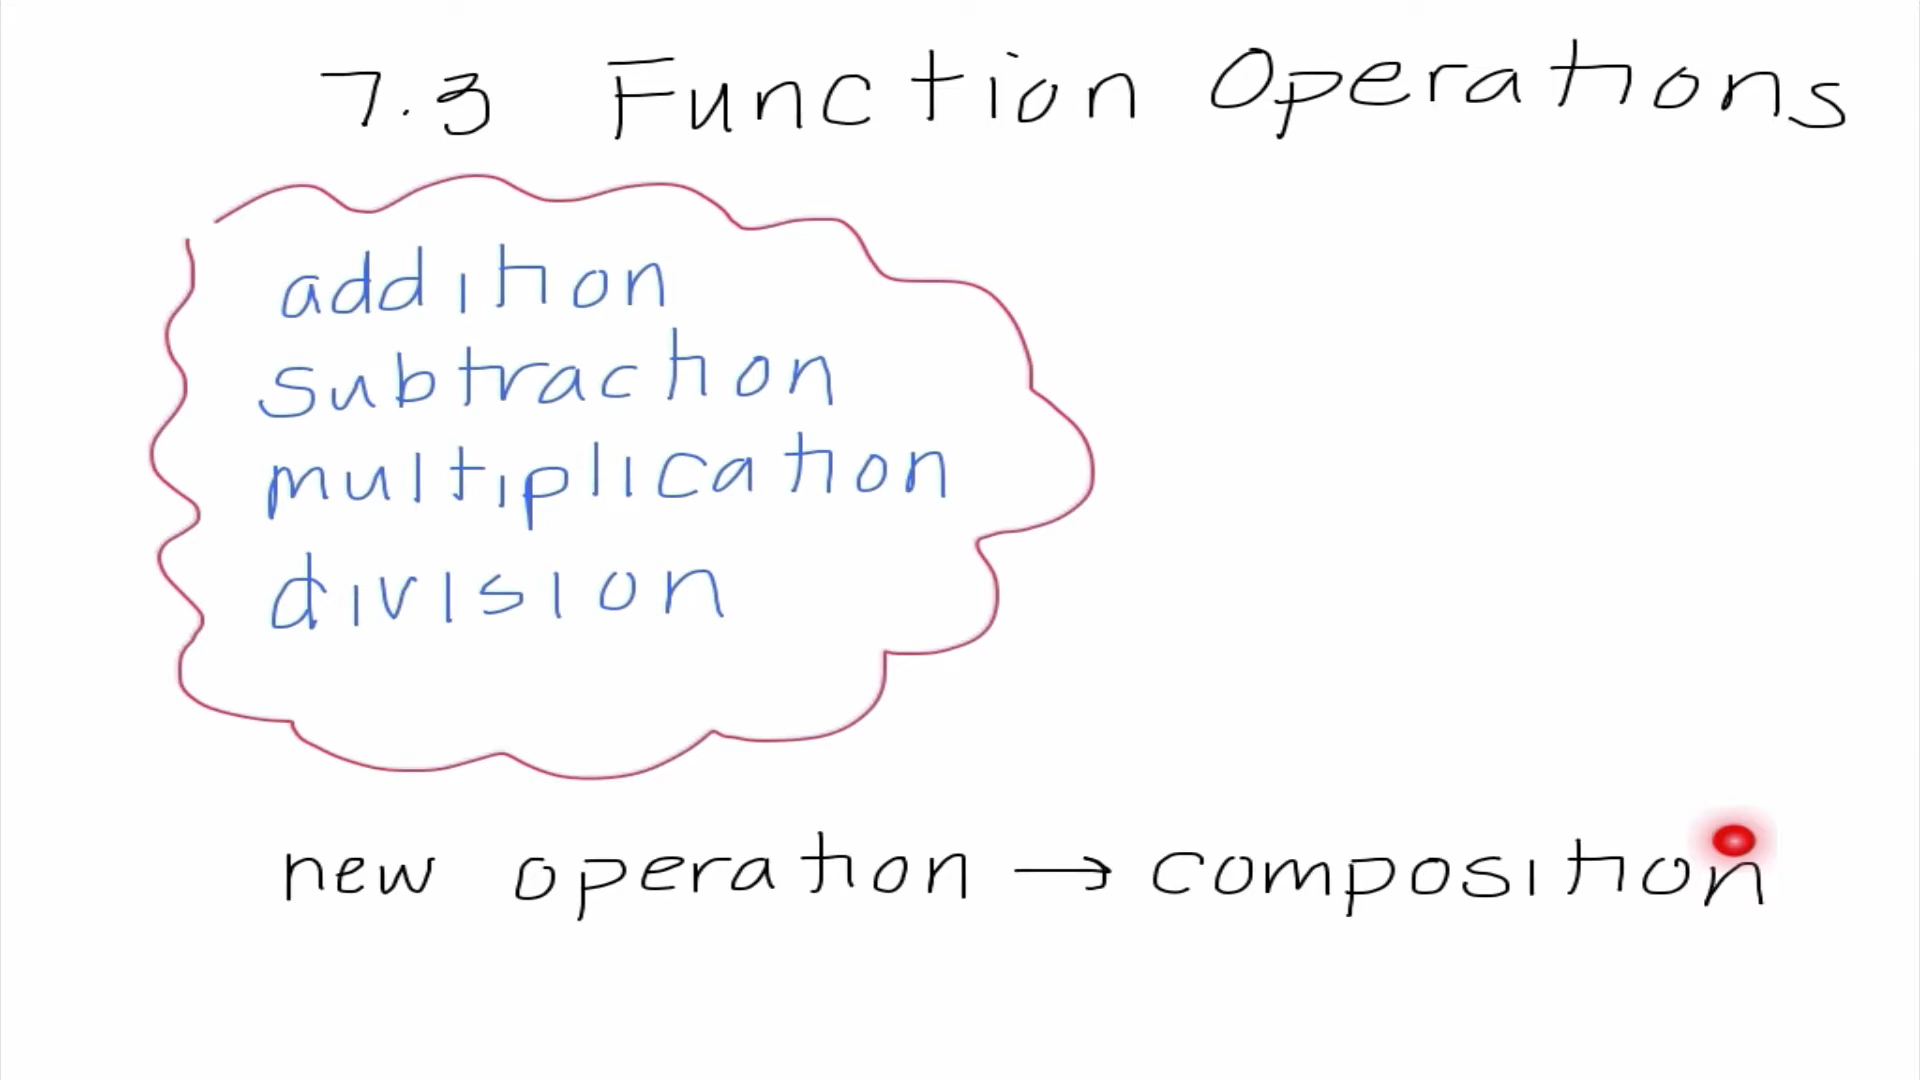 7.3 Function Operations
addition
subtraction
multiplication
division
new operation → composition